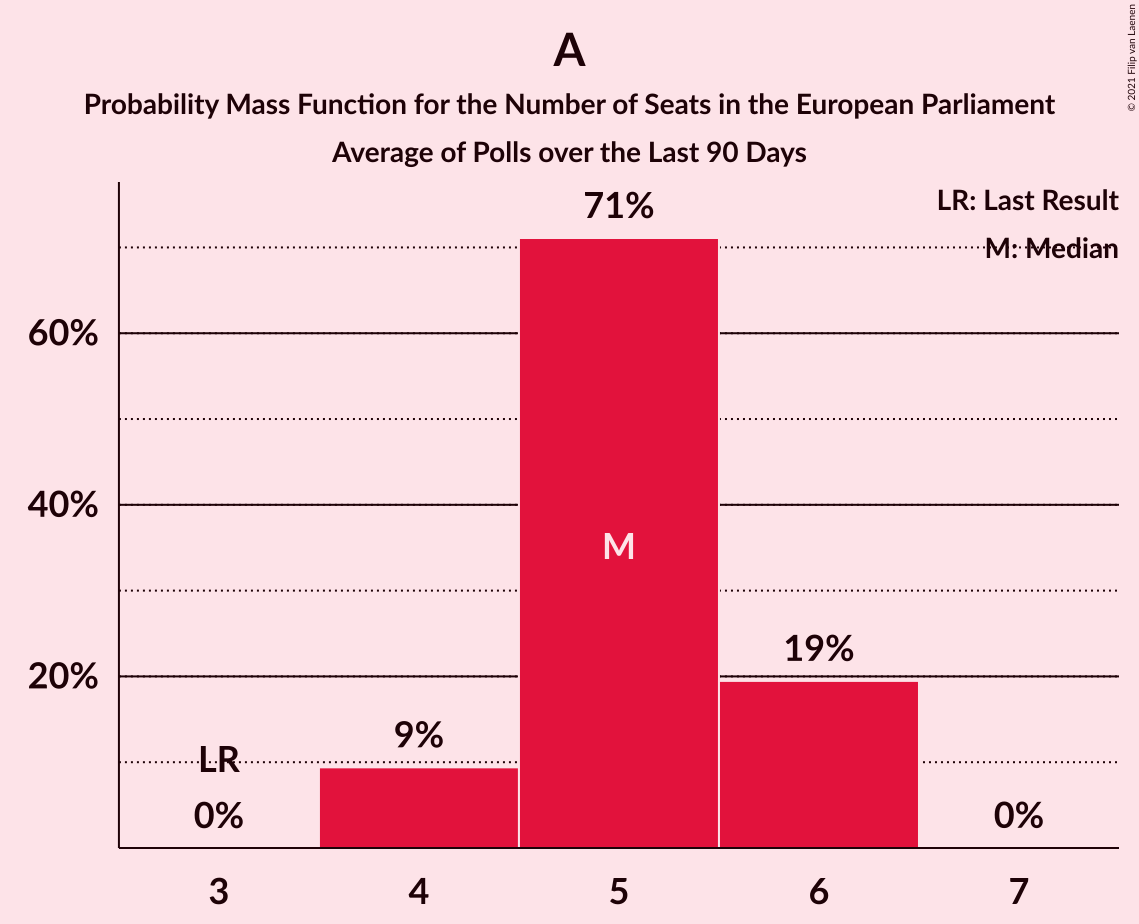 A
Probability Mass Function for the Number of Seats in the European Parliament
Average of Polls over the Last 90 Days
© 2021 Filip van Laenen
LR: Last Result
M: Median
71%
60%
40%
M
20%
19%
9%
LR
0%
0%
3 4 5 6 7